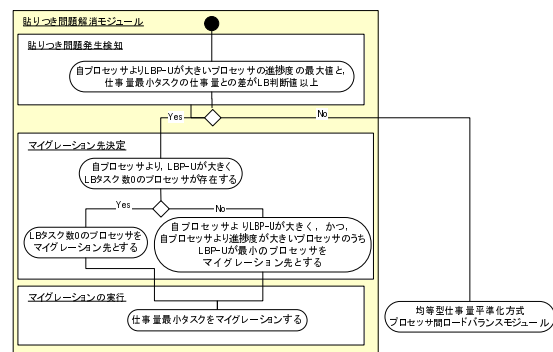 貼りつき問題解消モジュール
貼りつき問題発生検知
自プロセッサよりLBP-Uが大きいプロセッサの進捗度の最大値と,
仕事量最小タスクの仕事量との差がLB判断値以上
Yes
No
マイグレーション先決定
自プロセッサより, LBP-Uが大きく
LBタスク数0のプロセッサが存在する
Yes
No
LBタスク数0のプロセッサを
マイグレーション先とする
自プロセッサよりLBP-Uが大きく, かつ,
自プロセッサより進捗度が大きいプロセッサのうち
LBP-Uが最小のプロセッサを
マイグレーション先とする
マイグレーションの実行
仕事量最小タスクをマイグレーションする
均等型仕事量平準化方式
プロセッサ間ロードバランスモジュール